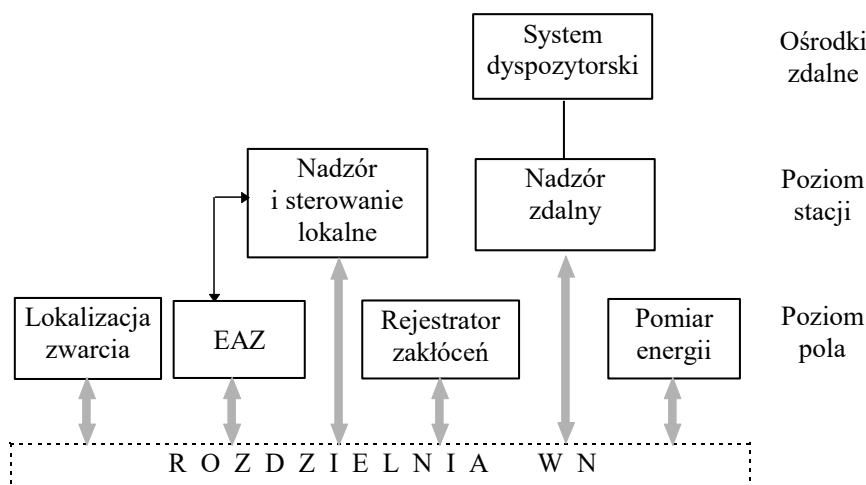 System
dyspozytorski
Ośrodki
zdalne
Nadzór
i sterowanie
lokalne
Nadzór
zdalny
Poziom
stacji
Lokalizacja
zwarcia
EAZ
Rejestrator
zakłóceń
Pomiar
energii
Poziom
pola
R O Z D Z I E L N I A W N